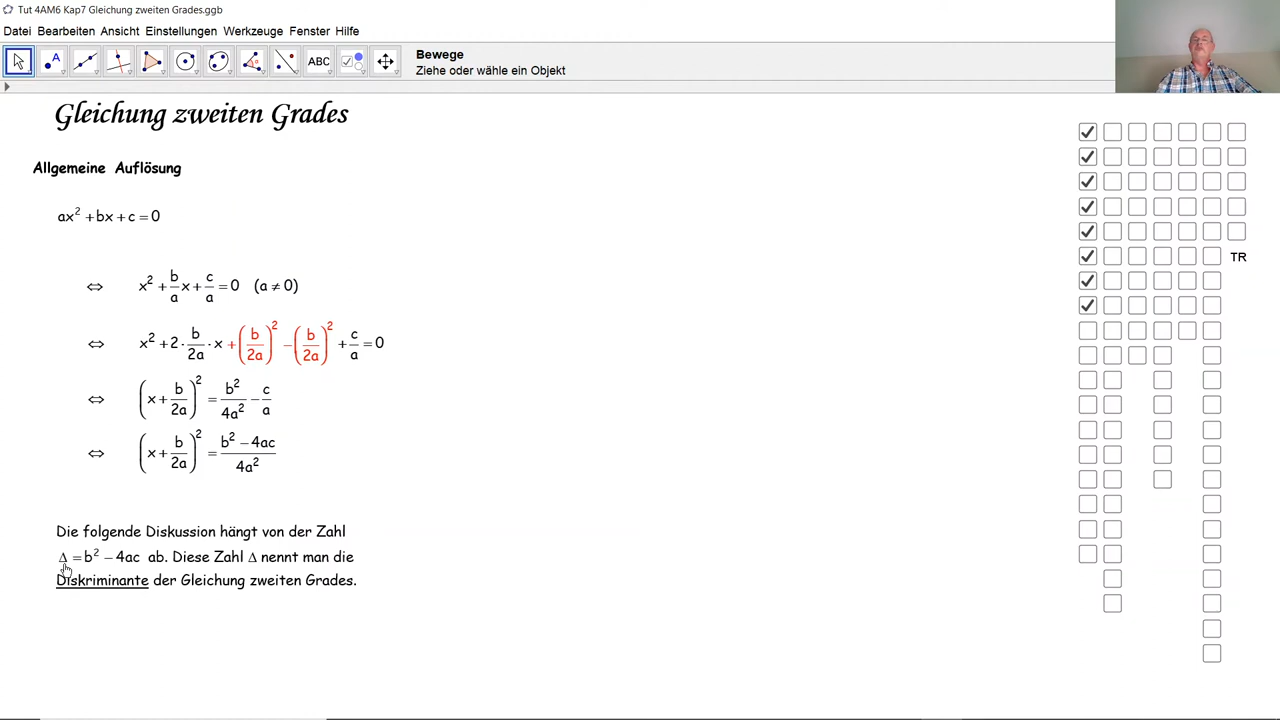 Tut 4AM6 Kap7 Gleichung zweiten Grades.ggb
Datei Bearbeiten Ansicht Einstellungen Werkzeuge Fenster Hilfe
A
ABC
Bewege
Ziehe oder wähle ein Objekt
Gleichung zweiten Grades
Allgemeine Auflösung
ax² + bx + c = 0
⇔ x² + b/a x + c/a = 0 (a ≠ 0)
⇔ x² + 2 · b/2a · x + (b/2a)² − (b/2a)² + c/a = 0
⇔ (x + b/2a)² = b²/4a² − c/a
⇔ (x + b/2a)² = b² − 4ac/4a²
Die folgende Diskussion hängt von der Zahl
Δ = b² − 4ac ab. Diese Zahl Δ nennt man die
Diskriminante der Gleichung zweiten Grades.
TR